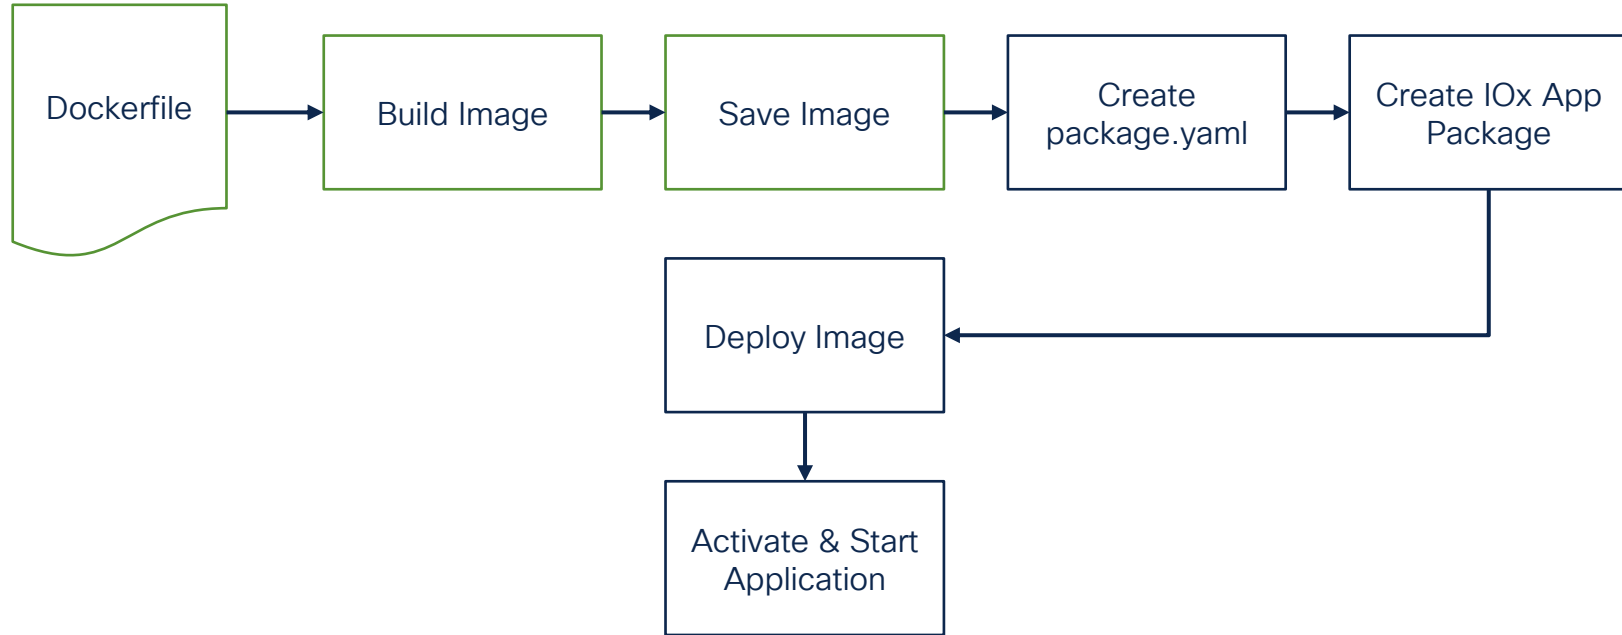 Dockerfile
Build Image
Save Image
Create
package.yaml
Create IOx App
Package
Deploy Image
Activate & Start
Application